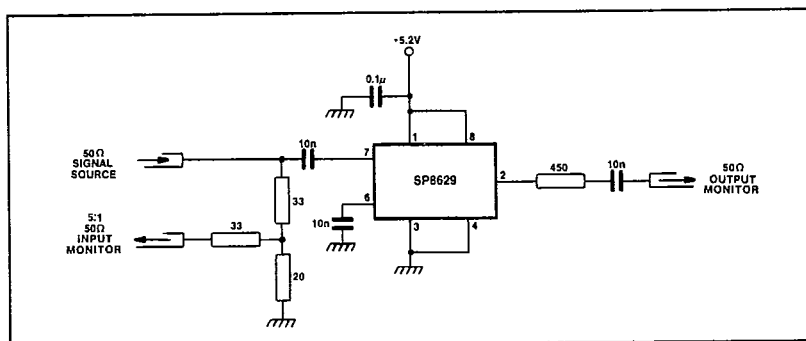 +5.2V
0.1μ
50Ω
SIGNAL
SOURCE
10n
7
1
8
SP8629
2
450
10n
50Ω
OUTPUT
MONITOR
33
6
10n
3
4
5:1
50Ω
INPUT
MONITOR
33
20